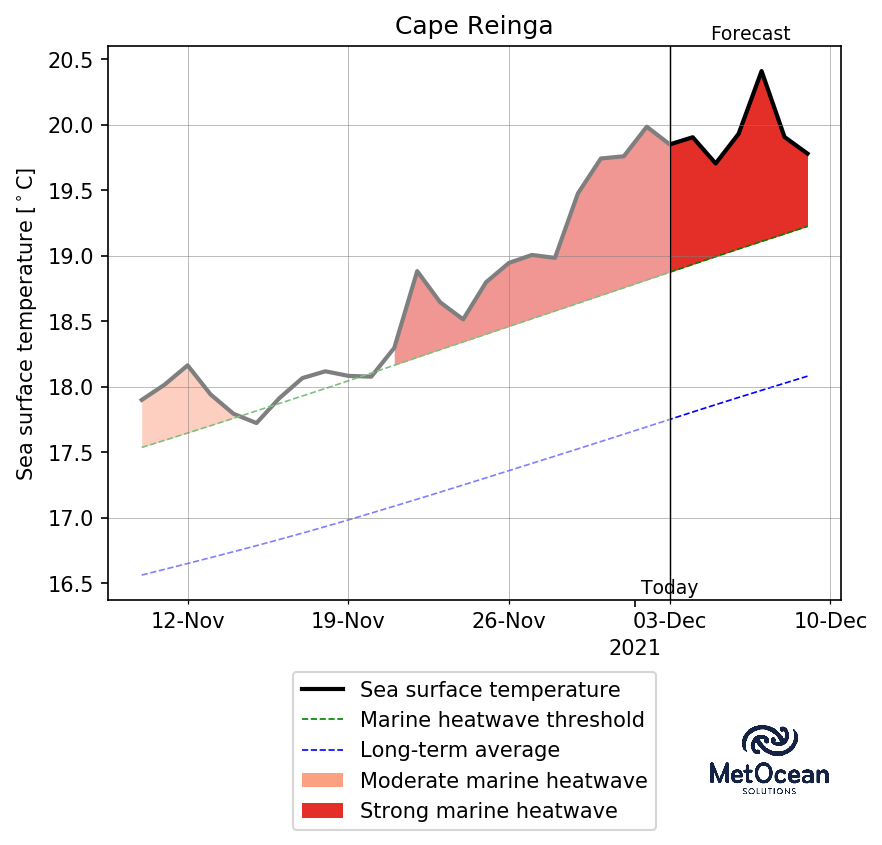 Cape Reinga
Forecast
Sea surface temperature [°C]
20.5
20.0
19.5
19.0
18.5
18.0
17.5
17.0
16.5
Today
12-Nov 19-Nov 26-Nov 03-Dec 10-Dec
2021
Sea surface temperature
Marine heatwave threshold
Long-term average
Moderate marine heatwave
Strong marine heatwave
MetOcean
SOLUTIONS